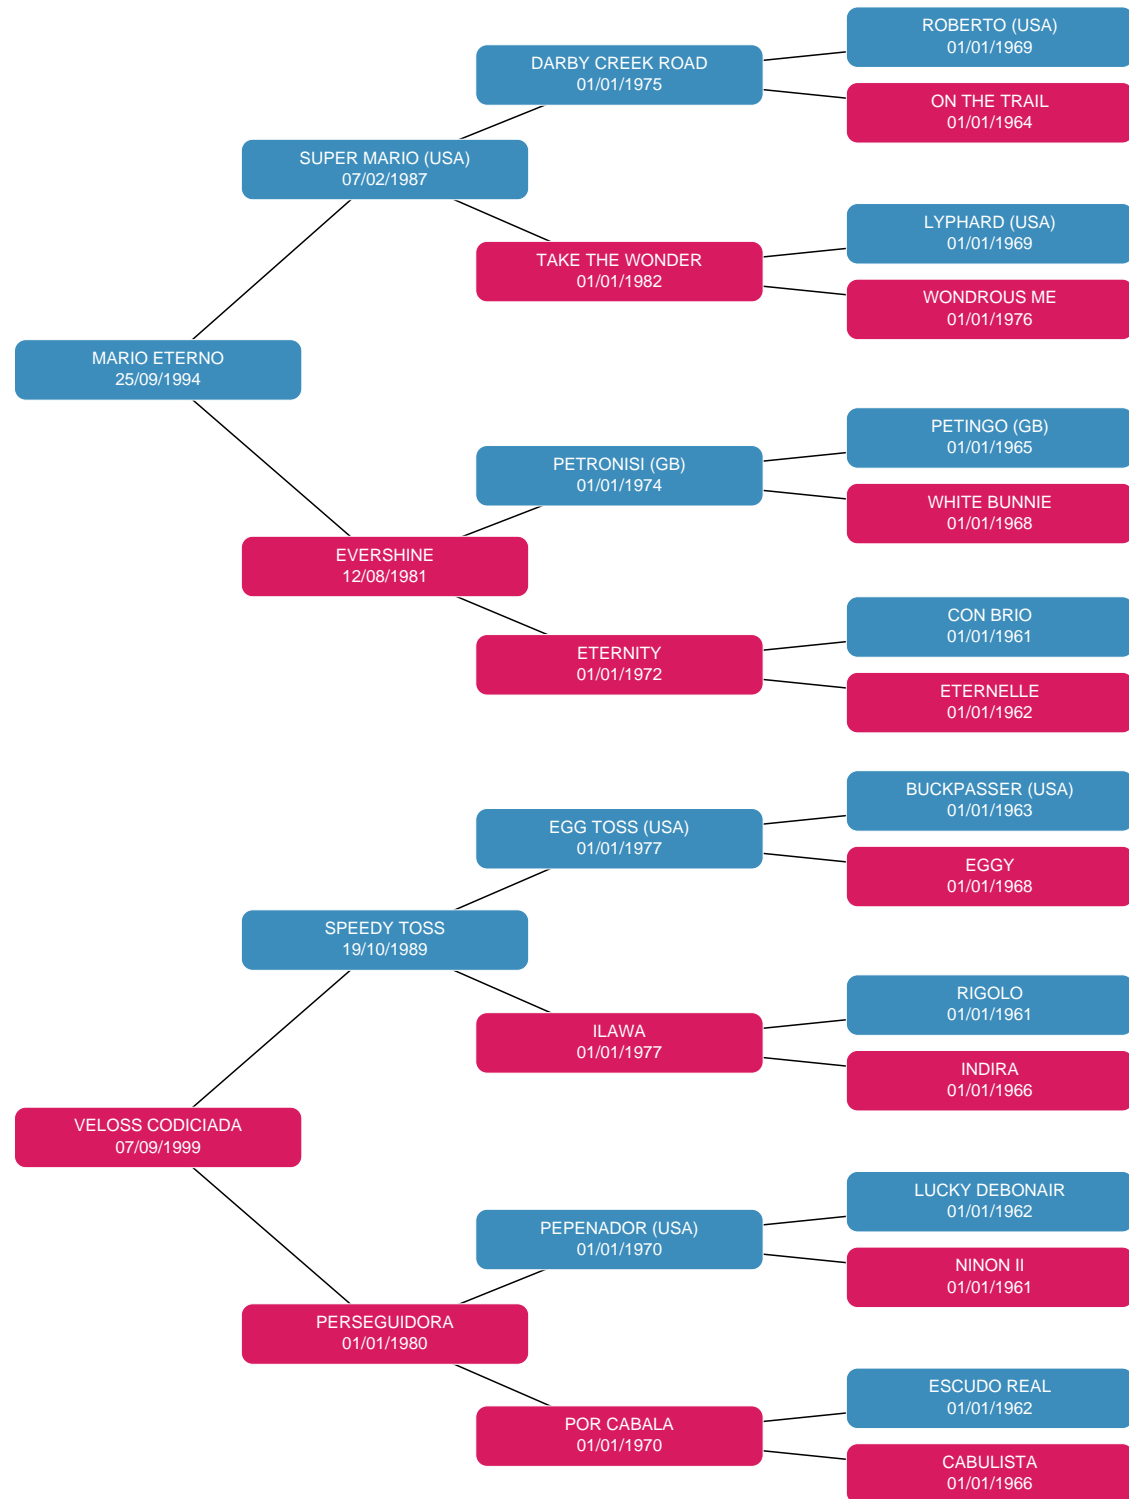 ROBERTO (USA)
01/01/1969
DARBY CREEK ROAD
01/01/1975
ON THE TRAIL
01/01/1964
SUPER MARIO (USA)
07/02/1987
LYPHARD (USA)
01/01/1969
TAKE THE WONDER
01/01/1982
WONDROUS ME
01/01/1976
MARIO ETERNO
25/09/1994
PETINGO (GB)
01/01/1965
PETRONISI (GB)
01/01/1974
WHITE BUNNIE
01/01/1968
EVERSHINE
12/08/1981
CON BRIO
01/01/1961
ETERNITY
01/01/1972
ETERNELLE
01/01/1962
BUCKPASSER (USA)
01/01/1963
EGG TOSS (USA)
01/01/1977
EGGY
01/01/1968
SPEEDY TOSS
19/10/1989
RIGOLO
01/01/1961
ILAWA
01/01/1977
INDIRA
01/01/1966
VELOSS CODICIADA
07/09/1999
LUCKY DEBONAIR
01/01/1962
PEPENADOR (USA)
01/01/1970
NINON II
01/01/1961
PERSEGUIDORA
01/01/1980
ESCUDO REAL
01/01/1962
POR CABALA
01/01/1970
CABULISTA
01/01/1966